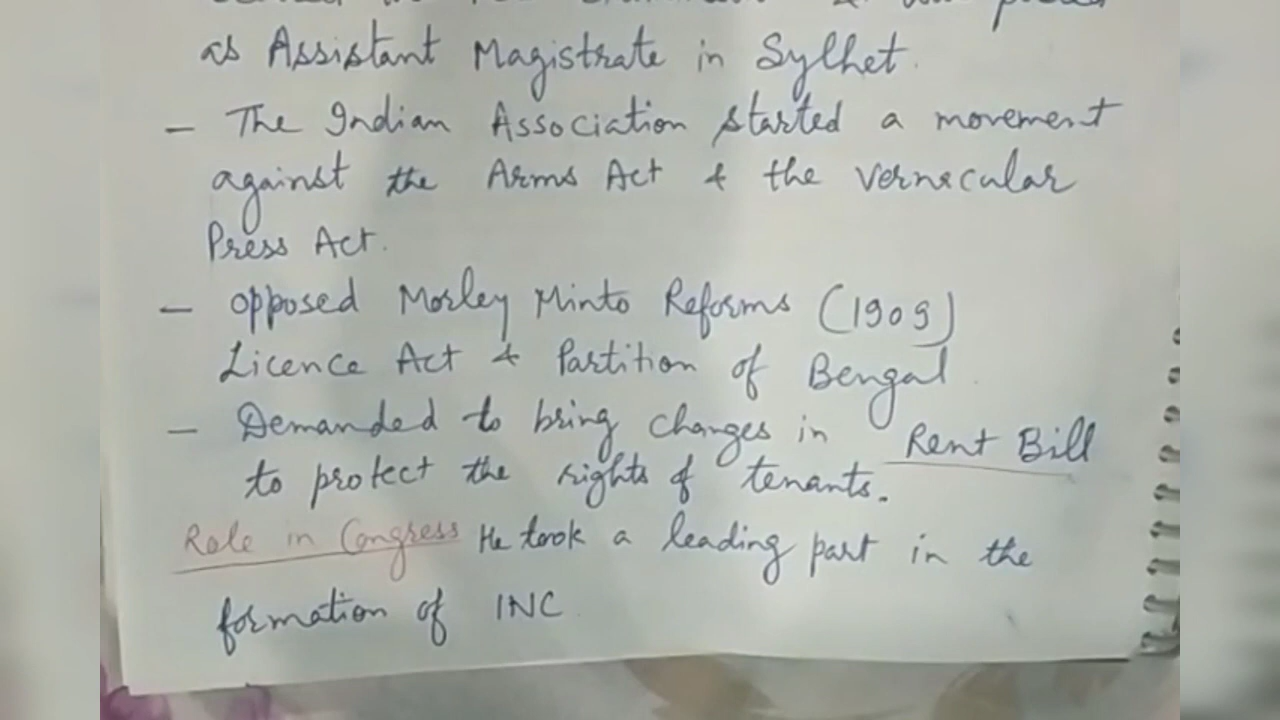 as Assistant Magistrate in Sylhet.
- The Indian Association started a movement
against the Arms Act & the Vernacular
Press Act.
- opposed Morley Minto Reforms (1909)
Licence Act & Partition of Bengal.
- Demanded to bring changes in Rent Bill
to protect the rights of tenants.
Role in Congress He took a leading part in the
formation of INC